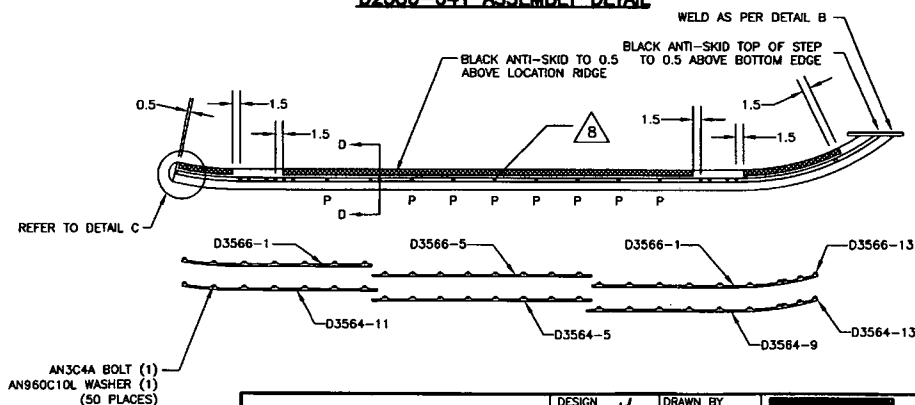 WELD AS PER DETAIL B
BLACK ANTI-SKID TO 0.5
ABOVE LOCATION RIDGE
BLACK ANTI-SKID TOP OF STEP
TO 0.5 ABOVE BOTTOM EDGE
0.5
1.5
1.5
8
1.5
1.5
1.5
D
D
P P P P P P P P
REFER TO DETAIL C
D3566-1
D3566-5
D3566-1
D3566-13
D3564-11
D3564-5
D3564-9
D3564-13
AN3C4A BOLT (1)
AN960C10L WASHER (1)
(50 PLACES)
DESIGN
DRAWN BY